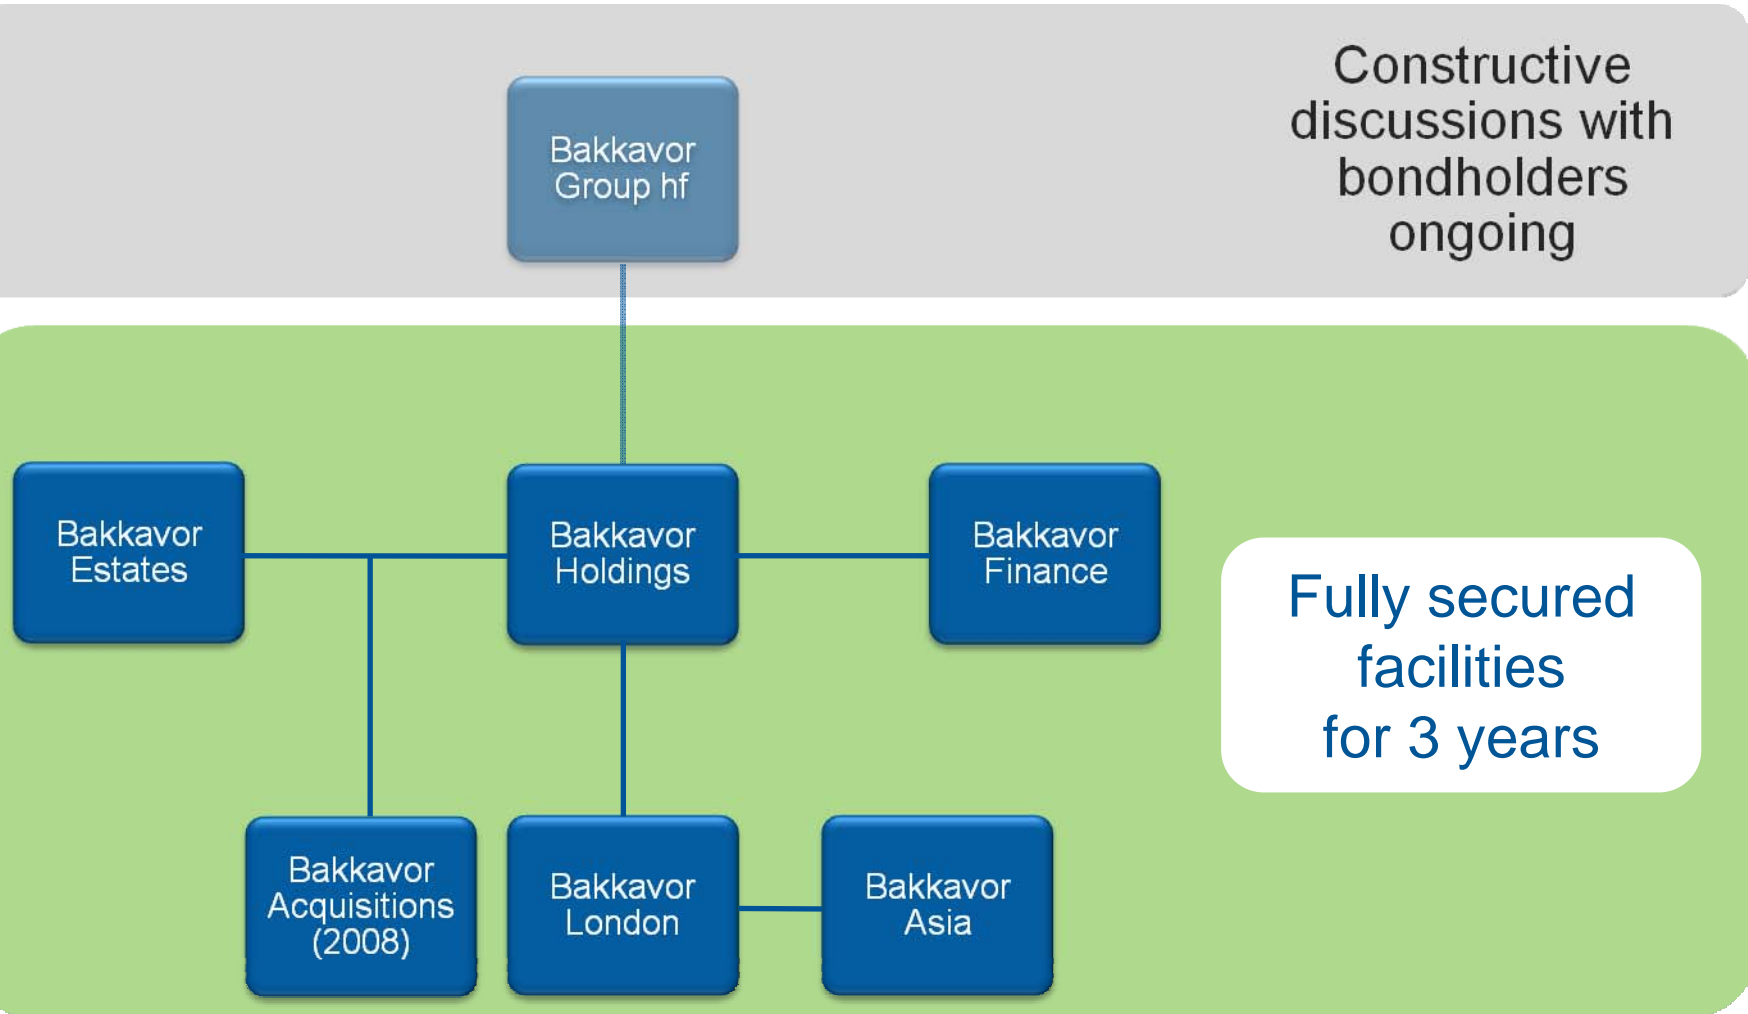 Constructive
discussions with
bondholders
ongoing
Bakkavor
Group hf
Bakkavor
Estates
Bakkavor
Holdings
Bakkavor
Finance
Fully secured
facilities
for 3 years
Bakkavor
Acquisitions
(2008)
Bakkavor
London
Bakkavor
Asia